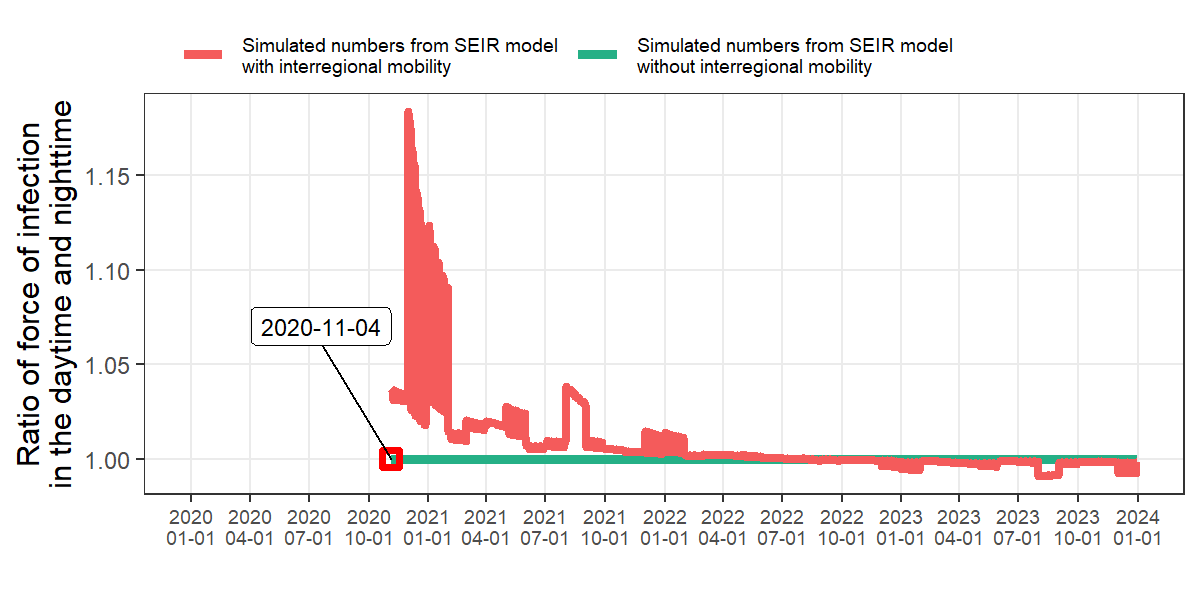 Simulated numbers from SEIR model
with interregional mobility
Simulated numbers from SEIR model
without interregional mobility
Ratio of force of infection
in the daytime and nighttime
1.15
1.10
1.05
1.00
2020-11-04
2020 2020 2020 2020 2021 2021 2021 2021 2022 2022 2022 2022 2023 2023 2023 2023 2024
01-01 04-01 07-01 10-01 01-01 04-01 07-01 10-01 01-01 04-01 07-01 10-01 01-01 04-01 07-01 10-01 01-01